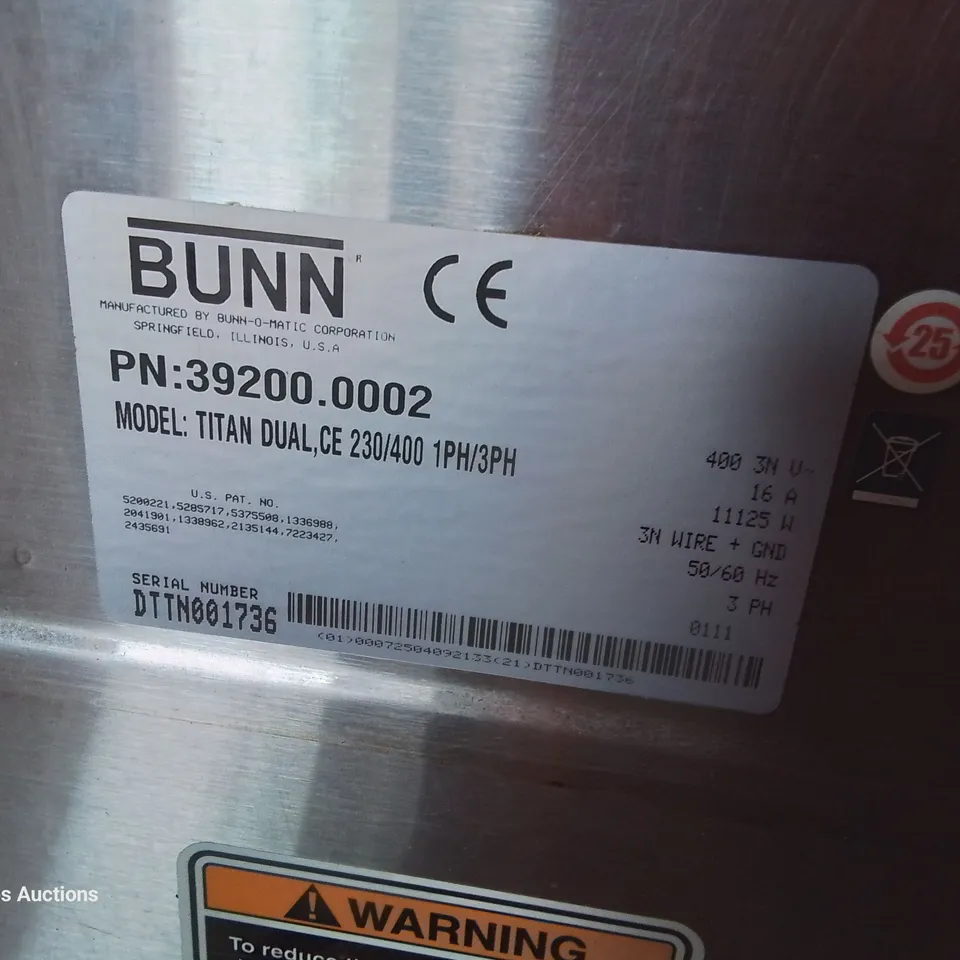 BUNN R CE
MANUFACTURED BY BUNN-O-MATIC CORPORATION
SPRINGFIELD, ILLINOIS, U.S.A
PN:39200.0002
MODEL: TITAN DUAL,CE 230/400 1PH/3PH
U.S. PAT. NO.
5200221,5285717,5375508,1336988,
2041901,1338962,2135144,7223427,
2435691
400 3N V~
16 A
11125 W
3N WIRE + GND
50/60 Hz
3 PH
0111
SERIAL NUMBER
DTTN001736
(01)00072504092133(21)DTTN001736
25
WARNING
To reduce
s Auctions